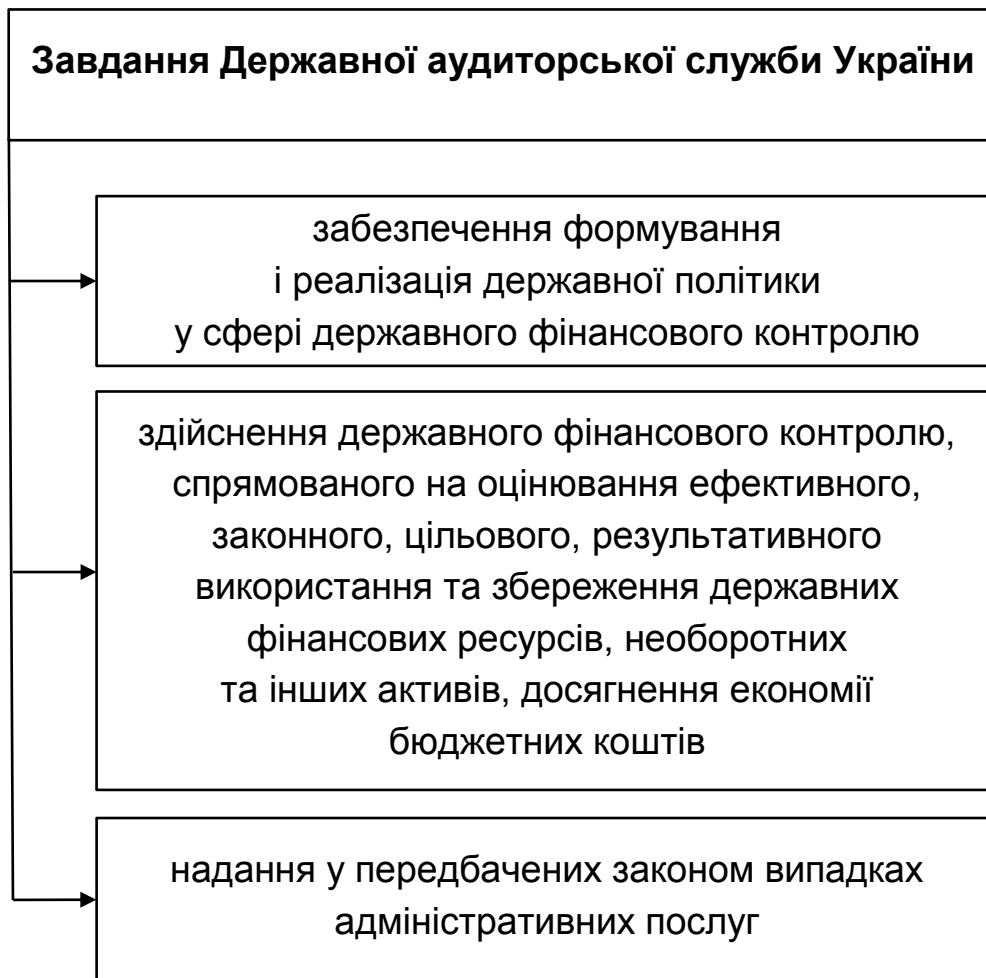 Завдання Державної аудиторської служби України
забезпечення формування
і реалізація державної політики
у сфері державного фінансового контролю
здійснення державного фінансового контролю,
спрямованого на оцінювання ефективного,
законного, цільового, результативного
використання та збереження державних
фінансових ресурсів, необоротних
та інших активів, досягнення економії
бюджетних коштів
надання у передбачених законом випадках
адміністративних послуг